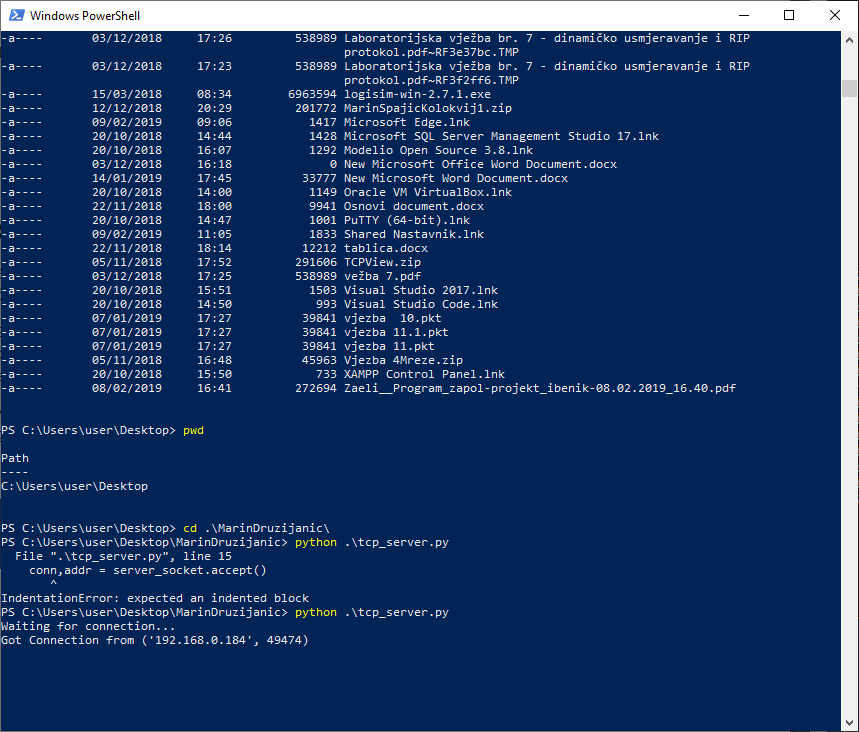 Windows PowerShell
-a---- 03/12/2018 17:26 538989 Laboratorijska vježba br. 7 - dinamičko usmjeravanje i RIP
protokol.pdf~RF3e37bc.TMP
-a---- 03/12/2018 17:23 538989 Laboratorijska vježba br. 7 - dinamičko usmjeravanje i RIP
protokol.pdf~RF3f2ff6.TMP
-a---- 15/03/2018 08:34 6963594 logisim-win-2.7.1.exe
-a---- 12/12/2018 20:29 201772 MarinSpajicKolokvij1.zip
-a---- 09/02/2019 09:06 1417 Microsoft Edge.lnk
-a---- 20/10/2018 14:44 1428 Microsoft SQL Server Management Studio 17.lnk
-a---- 20/10/2018 16:07 1292 Modelio Open Source 3.8.lnk
-a---- 03/12/2018 16:18 0 New Microsoft Office Word Document.docx
-a---- 14/01/2019 17:45 33777 New Microsoft Word Document.docx
-a---- 20/10/2018 14:00 1149 Oracle VM VirtualBox.lnk
-a---- 22/11/2018 18:00 9941 Osnovi document.docx
-a---- 20/10/2018 14:47 1001 PuTTY (64-bit).lnk
-a---- 09/02/2019 11:05 1833 Shared Nastavnik.lnk
-a---- 22/11/2018 18:14 12212 tablica.docx
-a---- 05/11/2018 17:52 291606 TCPView.zip
-a---- 03/12/2018 17:25 538989 vežba 7.pdf
-a---- 20/10/2018 15:51 1503 Visual Studio 2017.lnk
-a---- 20/10/2018 14:50 993 Visual Studio Code.lnk
-a---- 07/01/2019 17:27 39841 vjezba  10.pkt
-a---- 07/01/2019 17:27 39841 vjezba 11.1.pkt
-a---- 07/01/2019 17:27 39841 vjezba 11.pkt
-a---- 05/11/2018 16:48 45963 Vjezba 4Mreze.zip
-a---- 20/10/2018 15:50 733 XAMPP Control Panel.lnk
-a---- 08/02/2019 16:41 272694 Zaeli__Program_zapol-projekt_ibenik-08.02.2019_16.40.pdf
PS C:\Users\user\Desktop> pwd
Path
----
C:\Users\user\Desktop
PS C:\Users\user\Desktop> cd .\MarinDruzijanic\
PS C:\Users\user\Desktop\MarinDruzijanic> python .\tcp_server.py
File ".\tcp_server.py", line 15
conn,addr = server_socket.accept()
^
IndentationError: expected an indented block
PS C:\Users\user\Desktop\MarinDruzijanic> python .\tcp_server.py
Waiting for connection...
Got Connection from ('192.168.0.184', 49474)